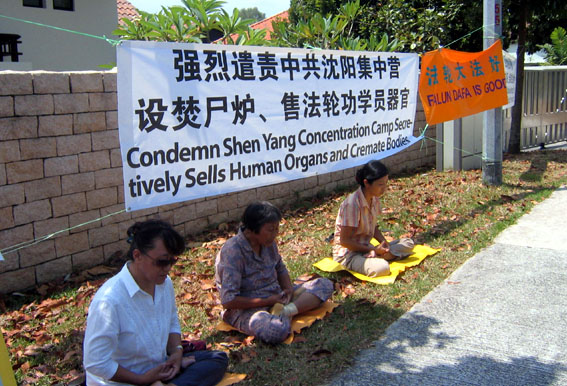 强烈遣责中共沈阳集中营
设焚尸炉、售法轮功学员器官
Condemn Shen Yang Concentration Camp Secre-
tively Sells Human Organs and Cremate Bodies.
法轮大法好
FALUN DAFA IS GOOD